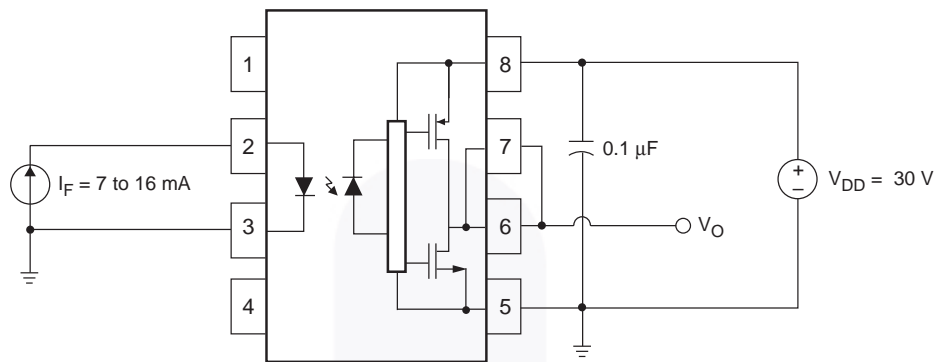 1
2
3
4
8
7
6
5
I_F = 7 to 16 mA
0.1 μF
+
–
V_DD = 30 V
V_O